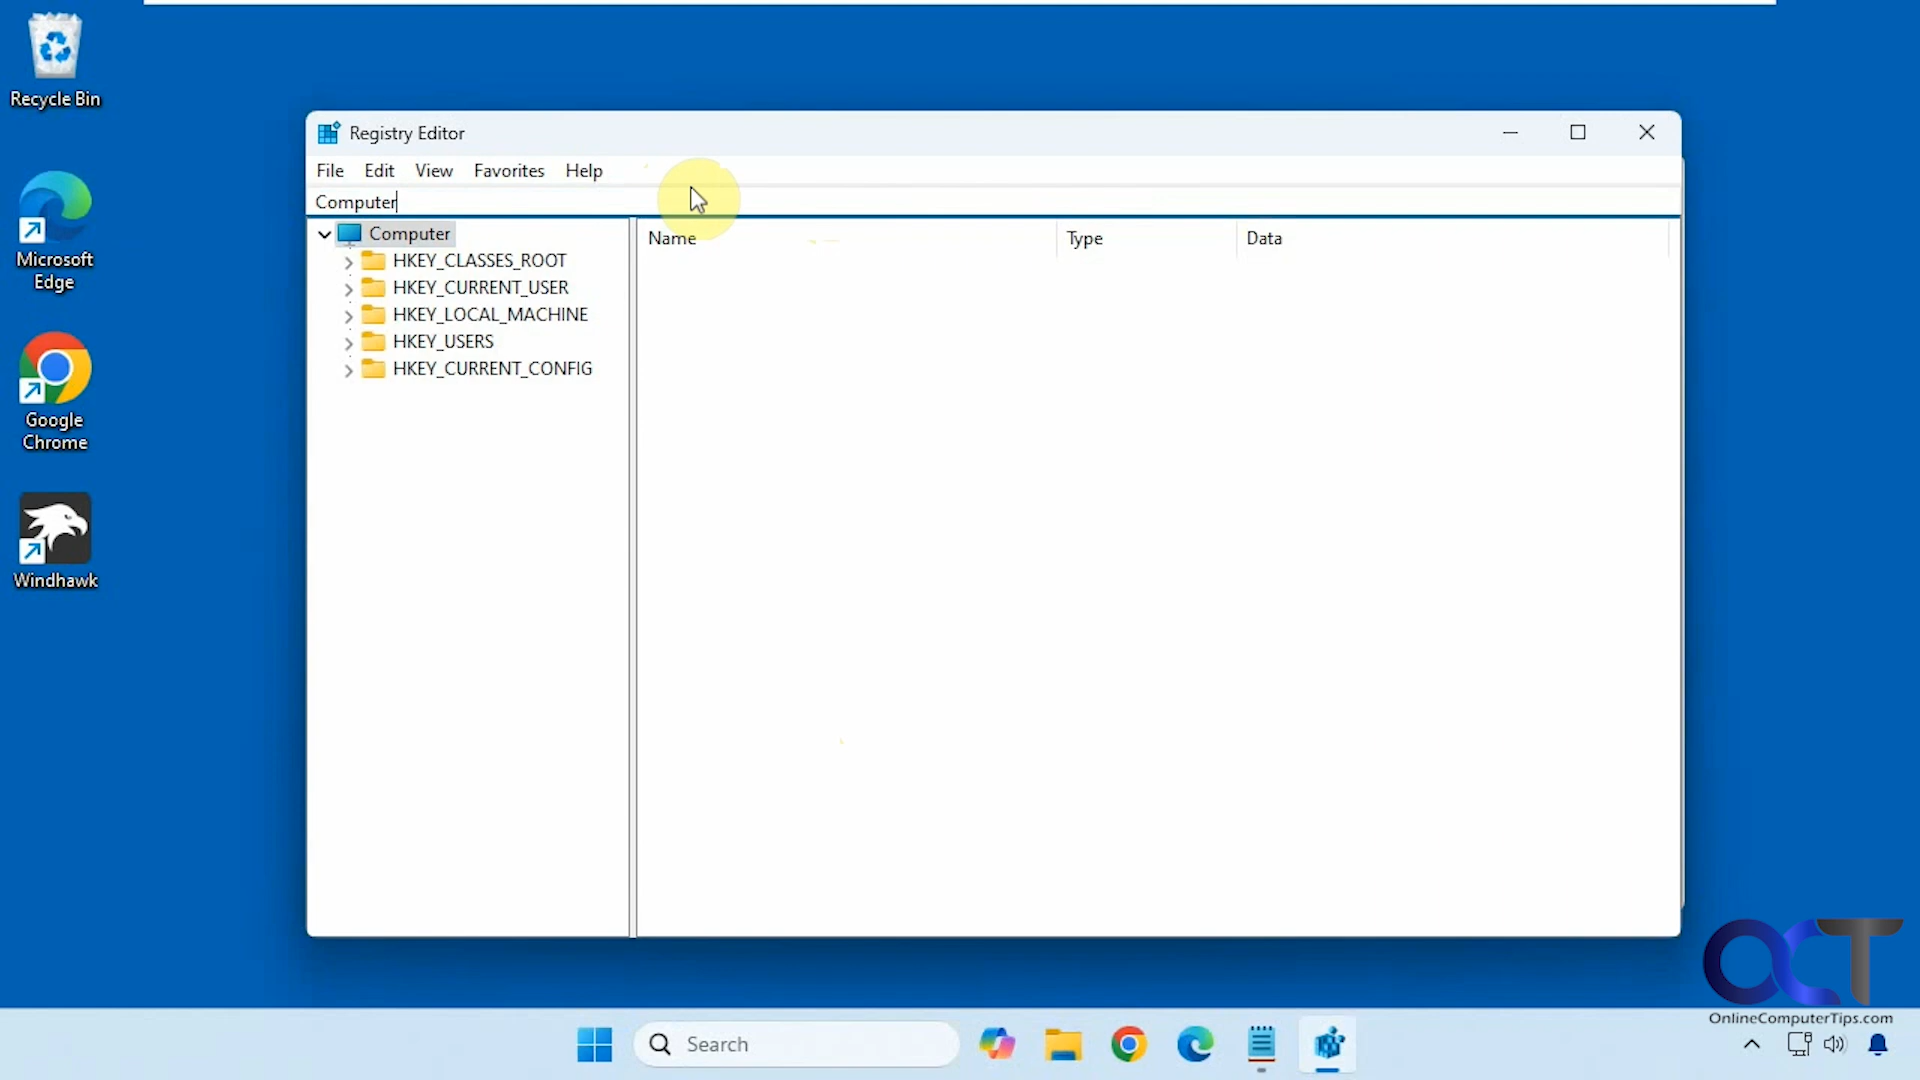 Recycle Bin
Microsoft
Edge
Google
Chrome
Windhawk
Registry Editor
File Edit View Favorites Help
Computer
Computer
HKEY_CLASSES_ROOT
HKEY_CURRENT_USER
HKEY_LOCAL_MACHINE
HKEY_USERS
HKEY_CURRENT_CONFIG
Name Type Data
OCT
OnlineComputerTips.com
Search